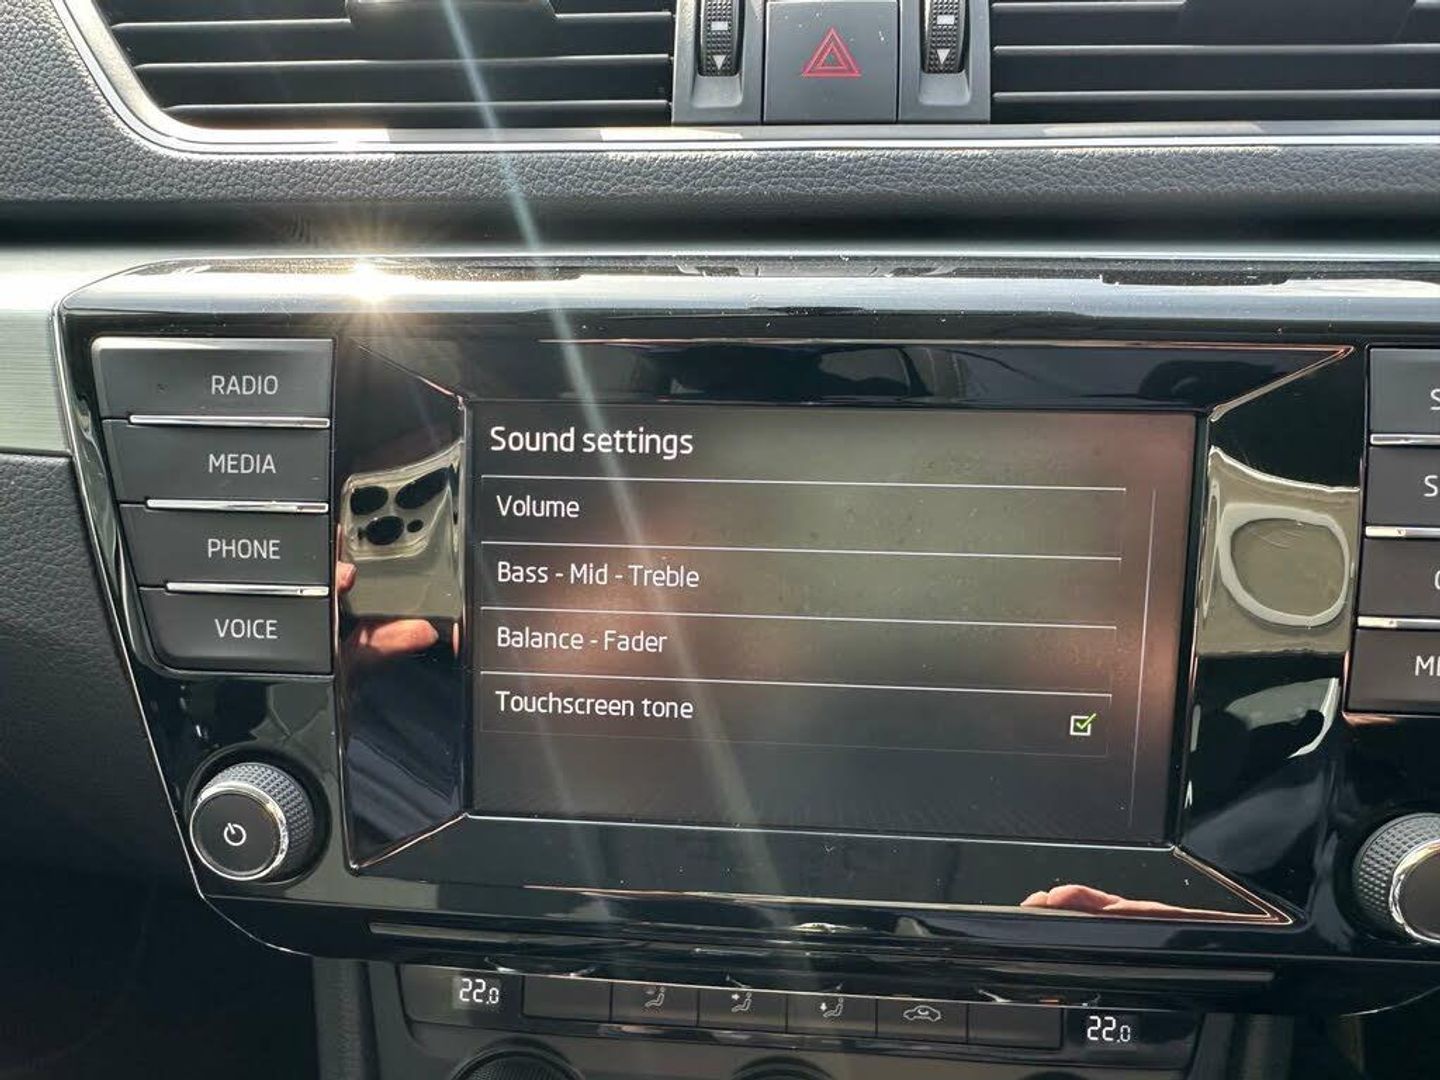 RADIO
MEDIA
PHONE
VOICE
Sound settings
Volume
Bass - Mid - Treble
Balance - Fader
Touchscreen tone
22.0
22.0